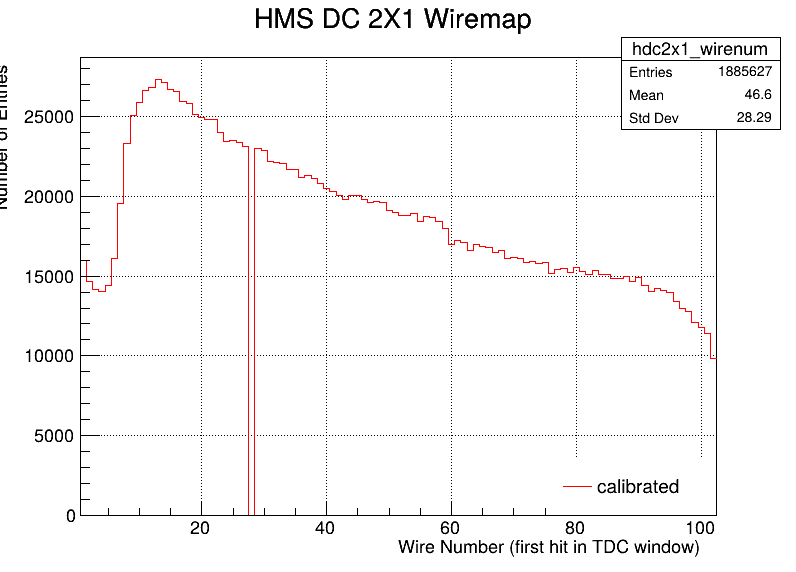 HMS DC 2X1 Wiremap
hdc2x1_wirenum
Entries 1885627
Mean 46.6
Std Dev 28.29
Number of Entries
25000
20000
15000
10000
5000
0
calibrated
20 40 60 80 100
Wire Number (first hit in TDC window)